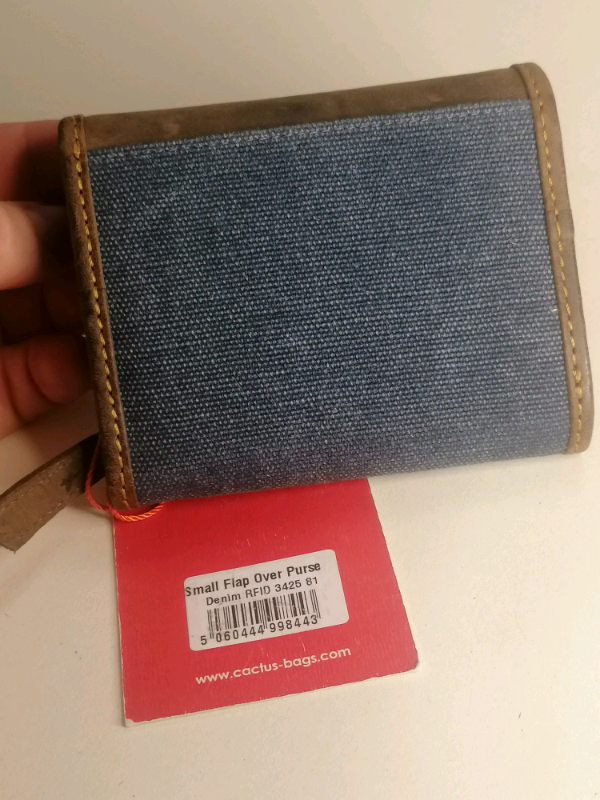 Small Flap Over Purse
Denim RFID 3425 81
5 060444 998443
www.cactus-bags.com